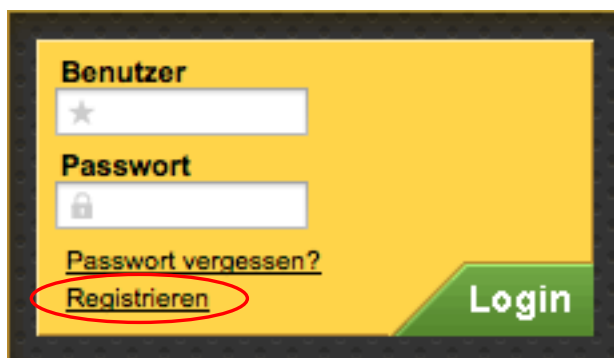 Benutzer
Passwort
Passwort vergessen?
Registrieren
Login